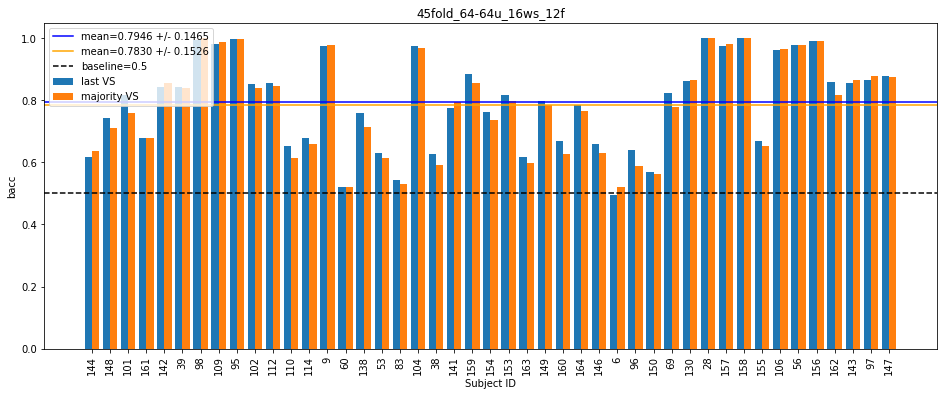 45fold_64-64u_16ws_12f
mean=0.7946 +/- 0.1465
mean=0.7830 +/- 0.1526
baseline=0.5
last VS
majority VS
bacc
1.0
0.8
0.6
0.4
0.2
0.0
144 148 101 161 142 39 98 109 95 102 112 110 114 9 60 138 53 83 104 38 141 159 154 153 163 149 160 164 146 6 96 150 69 130 28 157 158 155 106 56 156 162 143 97 147
Subject ID